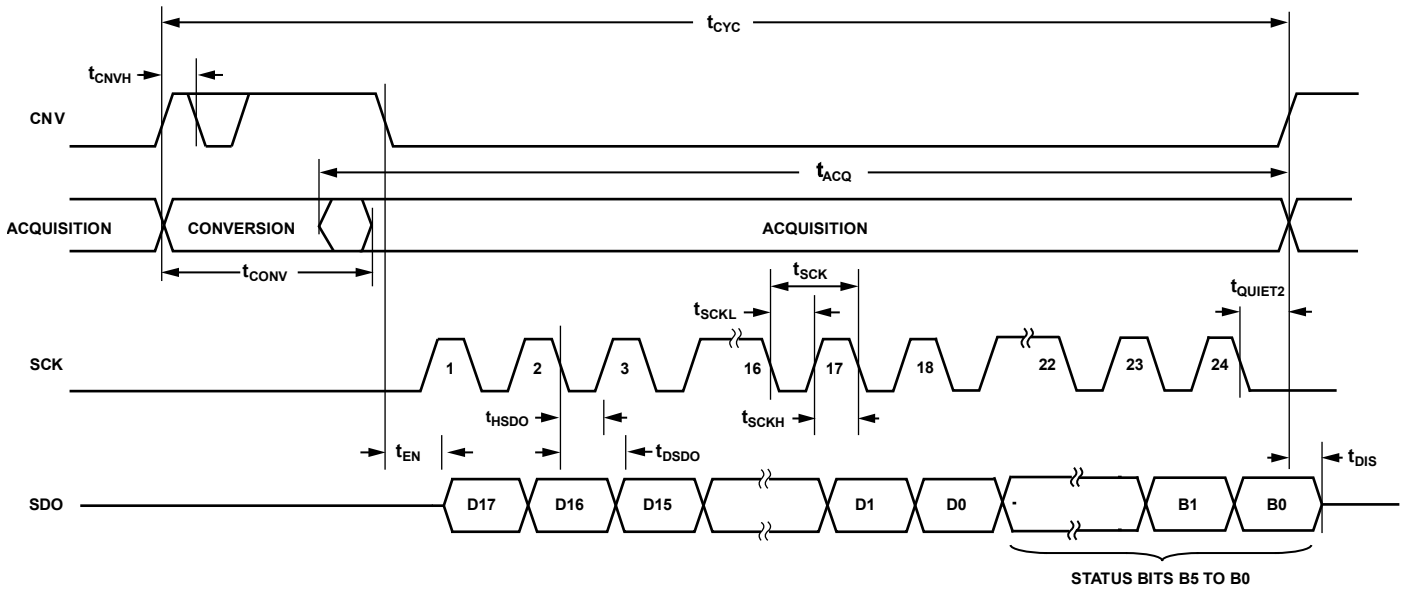 tCYC
tCNVH
CNV
tACQ
ACQUISITION CONVERSION ACQUISITION
tCONV
tSCK
tQUIET2
tSCKL
SCK 1 2 3 16 17 18 22 23 24
tHSDO
tSCKH
tEN
tDSDO
tDIS
SDO D17 D16 D15 D1 D0 B1 B0
STATUS BITS B5 TO B0